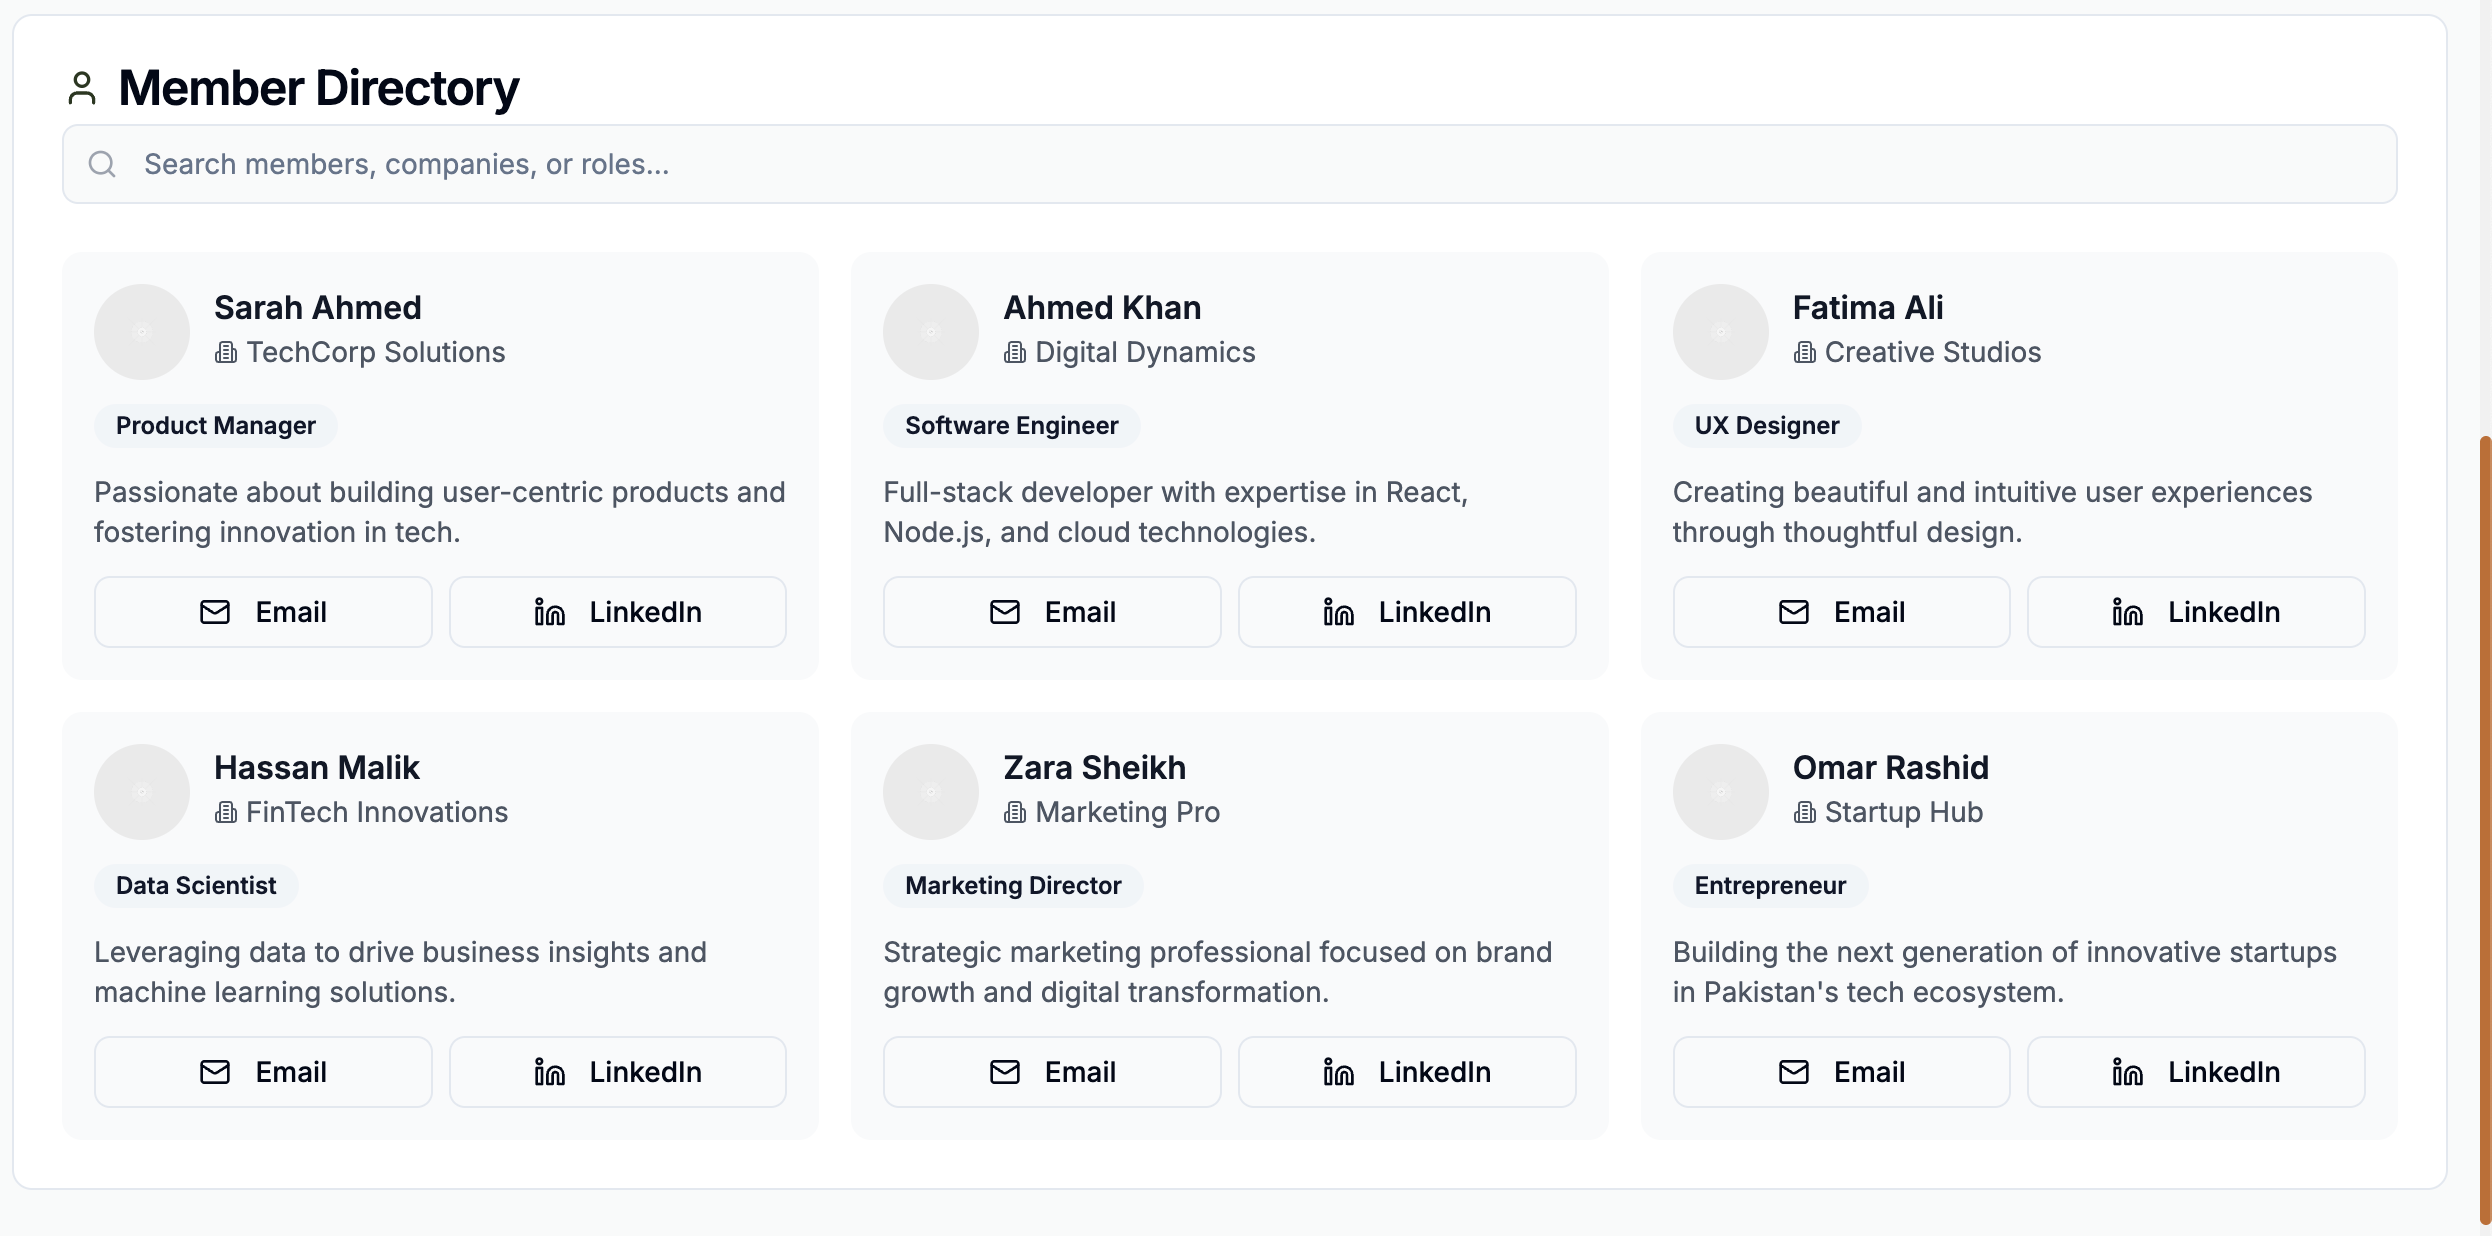 Member Directory
Search members, companies, or roles...
Sarah Ahmed
TechCorp Solutions
Product Manager
Passionate about building user-centric products and
fostering innovation in tech.
Email
LinkedIn
Ahmed Khan
Digital Dynamics
Software Engineer
Full-stack developer with expertise in React,
Node.js, and cloud technologies.
Email
LinkedIn
Fatima Ali
Creative Studios
UX Designer
Creating beautiful and intuitive user experiences
through thoughtful design.
Email
LinkedIn
Hassan Malik
FinTech Innovations
Data Scientist
Leveraging data to drive business insights and
machine learning solutions.
Email
LinkedIn
Zara Sheikh
Marketing Pro
Marketing Director
Strategic marketing professional focused on brand
growth and digital transformation.
Email
LinkedIn
Omar Rashid
Startup Hub
Entrepreneur
Building the next generation of innovative startups
in Pakistan's tech ecosystem.
Email
LinkedIn